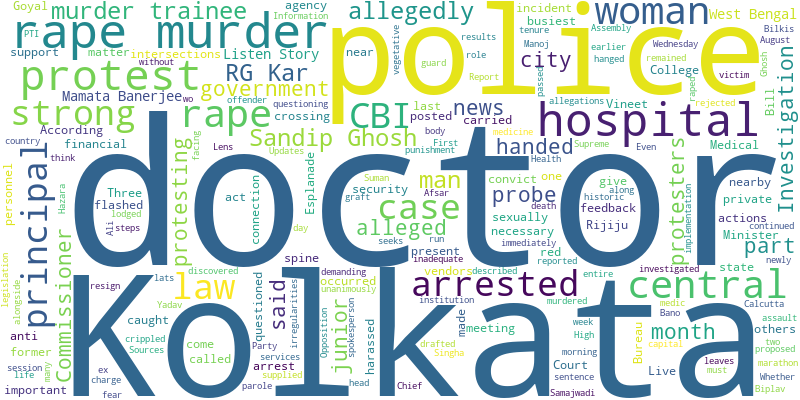 Goyal
murder trainee
agency
allegedly
incident
busiest
woman
West Bengal
rape murder
police
Information
PTI
support
matter
intersections
Listen Story
near
vegetative
results
role
tenure
Manoj
Assembly
earlier
hanged
Wednesday
remained
College
Bilkis
August
without
protest
RG Kar
government
city
guard
Report
passed
victim
Ghosh
Mamata Banerjee
wo
offender
questioning
crossing
last
posted
news
carried
allegations
Vineet
raped
rejected
Bill
Investigation
strong
rape
CBI
hospital
According
financial
country
think
Sandip Ghosh
body
First
punishment
medicine
handed
Supreme
Even
Medical
principal
personnel
Three
flashed
lodged
Ali
steps
Hazara
protesting
facing
Lens
Updates
act
connection
day
Esplanade
security
man
Suman
Afsar
graft
Health
convict
one
death
probe
give
along
historic
feedback
Rijiju
protesters
implementation
nearby
private
actions
continued
Minister
newly
doctor
case
alleged
sexually
necessary
immediately
reported
red
part
anti
former
session
life
many
important
legislation
alongside
Commissioner
resign
lats
discovered
spine
seeks
run
present
inadequate
demanding
unanimously
occurred
vendors
described
arrested
entire
investigated
state
central
law
said
questioned
irregularities
Opposition
spokesperson
junior
harassed
institution
made
meeting
drafted
Singha
murdered
week
High
morning
Court
sentence
medic
Bano
Bureau
capital
month
Calcutta
assault
others
two
proposed
marathon
Whether
Biplav
must
leaves
Live
Samajwadi
caught
crippled
Sources
Yadav
come
called
Party
services
arrest
supplied
parole
head
Chief
ex
charge
fear
Kolkata